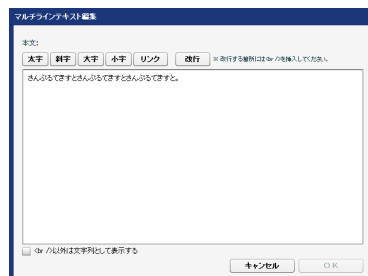 マルチラインテキスト編集
本文:
太字 斜字 大字 小字 リンク 改行 ※ 改行する箇所には<br />を挿入してください。
さんぷるてきすとさんぷるてきすとさんぷるてきすと。
<br />以外は文字列として表示する
キャンセル OK